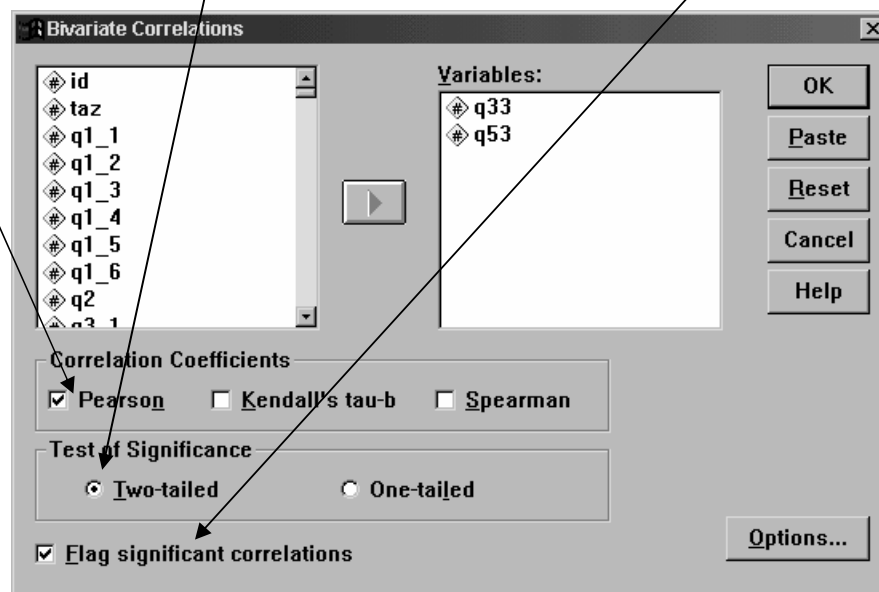 Bivariate Correlations
id
taz
q1_1
q1_2
q1_3
q1_4
q1_5
q1_6
q2
q3_1
Variables:
q33
q53
OK
Paste
Reset
Cancel
Help
Correlation Coefficients
Pearson Kendall's tau-b Spearman
Test of Significance
Two-tailed One-tailed
Flag significant correlations
Options...